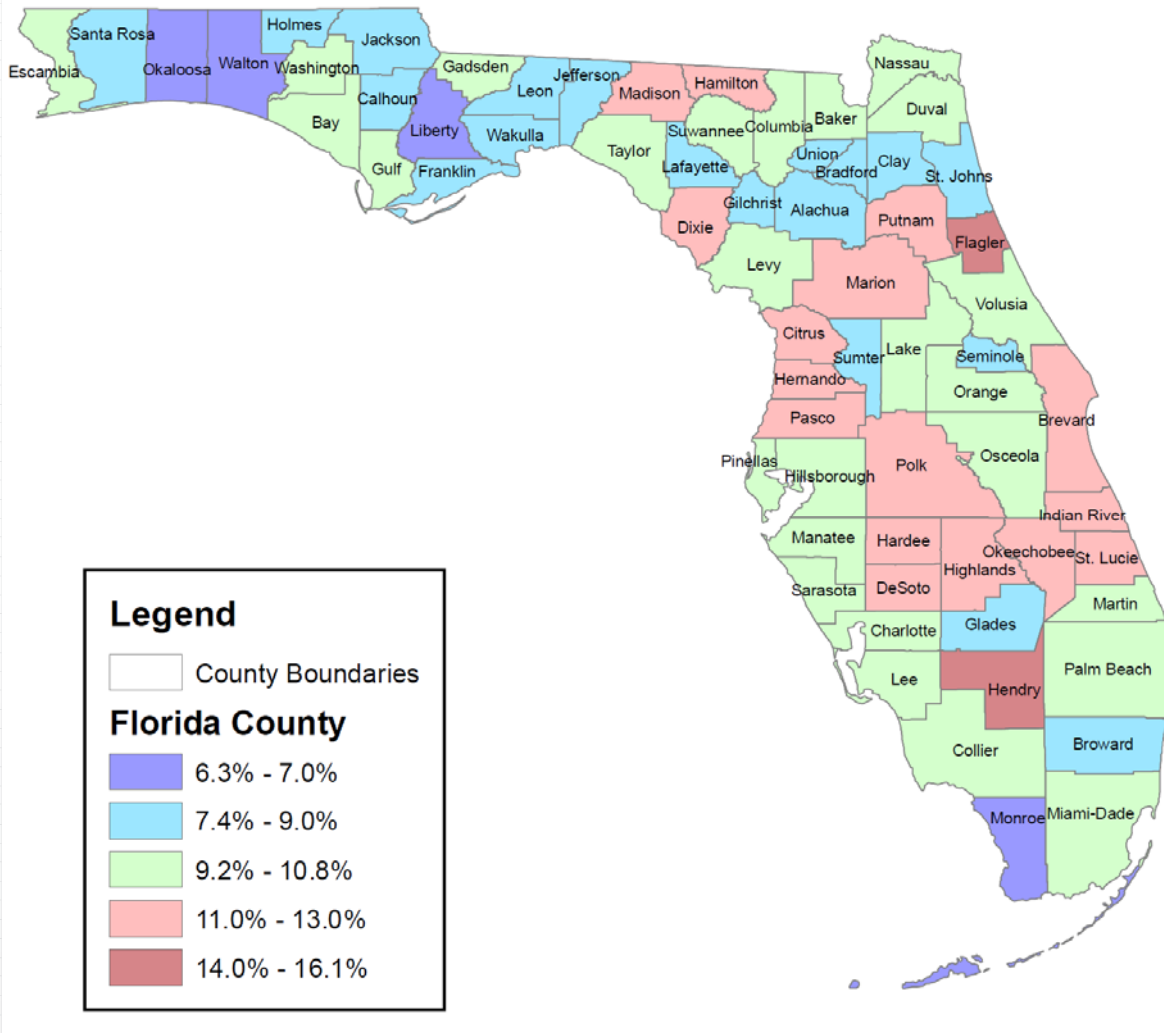 Holmes
Santa Rosa
Jackson
Escambia
Okaloosa
Walton
Washington
Gadsden
Jefferson
Leon
Calhoun
Bay
Liberty
Wakulla
Gulf
Franklin
Madison
Hamilton
Nassau
Duval
Suwannee
Columbia
Baker
Taylor
Lafayette
Union
Bradford
Clay
St. Johns
Gilchrist
Alachua
Dixie
Putnam
Flagler
Levy
Marion
Volusia
Citrus
Sumter
Lake
Seminole
Hernando
Orange
Pasco
Brevard
Pinellas
Hillsborough
Polk
Osceola
Indian River
Manatee
Hardee
Okeechobee
St. Lucie
Highlands
Sarasota
DeSoto
Martin
Charlotte
Glades
Lee
Hendry
Palm Beach
Collier
Broward
Monroe
Miami-Dade
Legend
County Boundaries
Florida County
6.3% - 7.0%
7.4% - 9.0%
9.2% - 10.8%
11.0% - 13.0%
14.0% - 16.1%